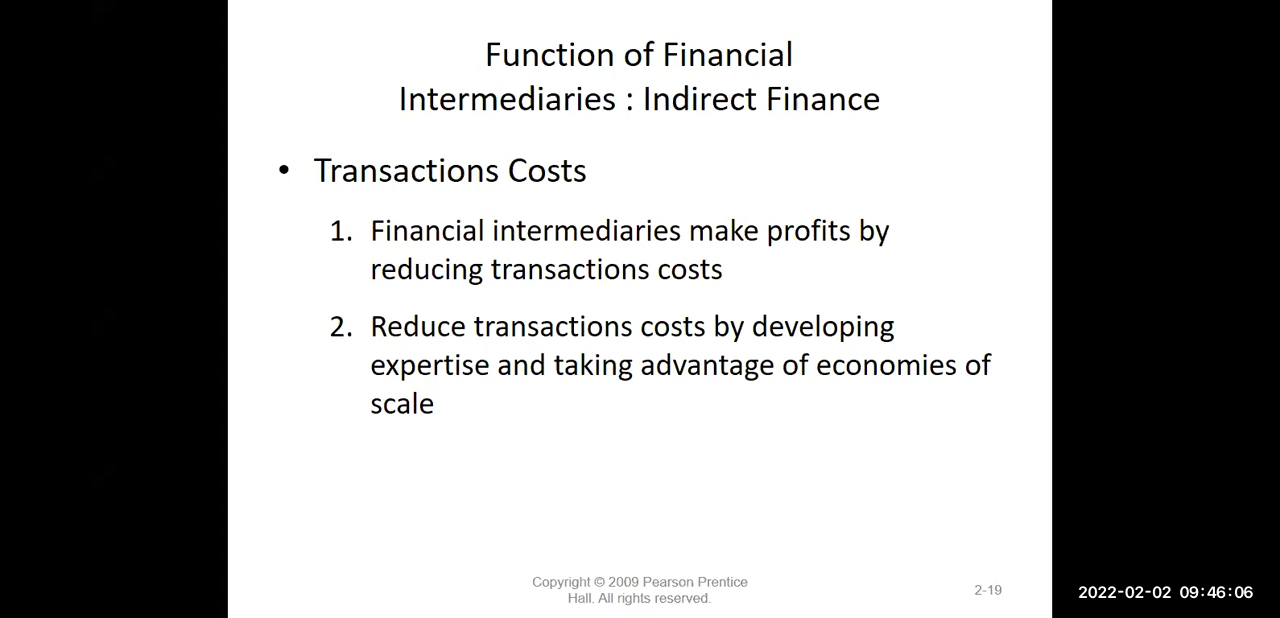 Function of Financial
Intermediaries : Indirect Finance
• Transactions Costs
1. Financial intermediaries make profits by
reducing transactions costs
2. Reduce transactions costs by developing
expertise and taking advantage of economies of
scale
Copyright © 2009 Pearson Prentice
Hall. All rights reserved.
2-19
2022-02-02 09:46:06